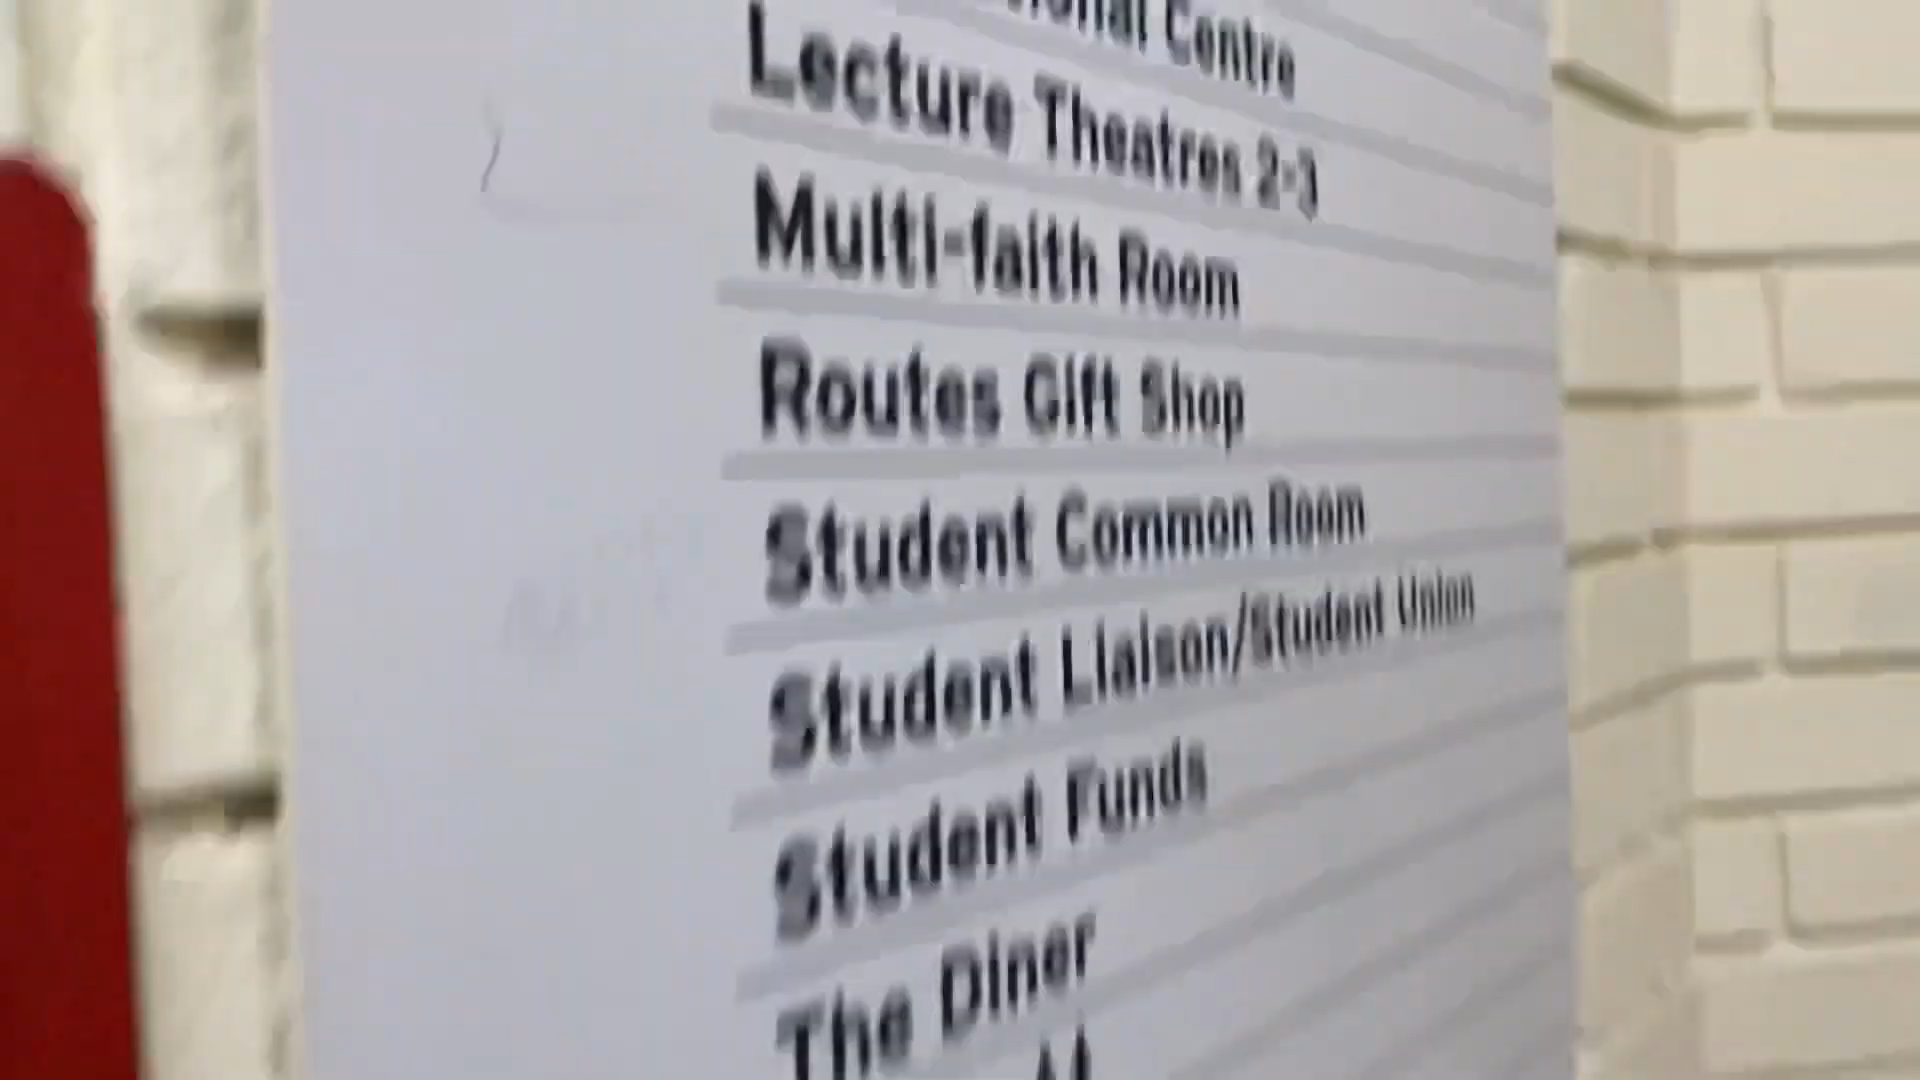 Centre
Lecture Theatres 2-3
Multi-faith Room
Routes Gift Shop
Student Common Room
Student Liaison/Student Union
Student Funds
The Diner